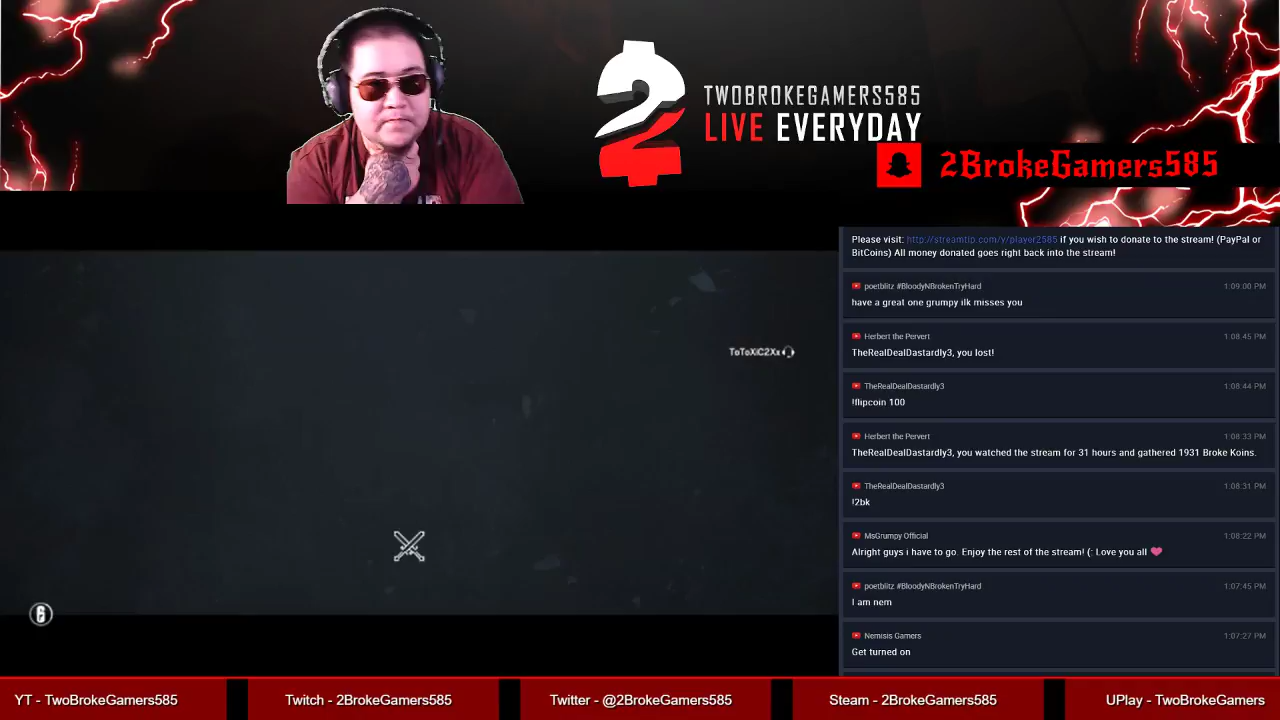 2
TWOBROKEGAMERS585
LIVE EVERYDAY
2BrokeGamers585
Please visit: http://streamtip.com/y/player2585 if you wish to donate to the stream! (PayPal or
BitCoins) All money donated goes right back into the stream!
poetblitz #BloodyNBrokenTryHard 1:09:00 PM
have a great one grumpy ilk misses you
Herbert the Pervert 1:08:45 PM
TheRealDealDastardly3, you lost!
TheRealDealDastardly3 1:08:44 PM
!flipcoin 100
Herbert the Pervert 1:08:33 PM
TheRealDealDastardly3, you watched the stream for 31 hours and gathered 1931 Broke Koins.
TheRealDealDastardly3 1:08:31 PM
!2bk
MsGrumpy Official 1:08:22 PM
Alright guys i have to go. Enjoy the rest of the stream! (: Love you all
poetblitz #BloodyNBrokenTryHard 1:07:45 PM
I am nem
Nemisis Gamers 1:07:27 PM
Get turned on
ToToXiC2Xx
6
YT - TwoBrokeGamers585
Twitch - 2BrokeGamers585
Twitter - @2BrokeGamers585
Steam - 2BrokeGamers585
UPlay - TwoBrokeGamers